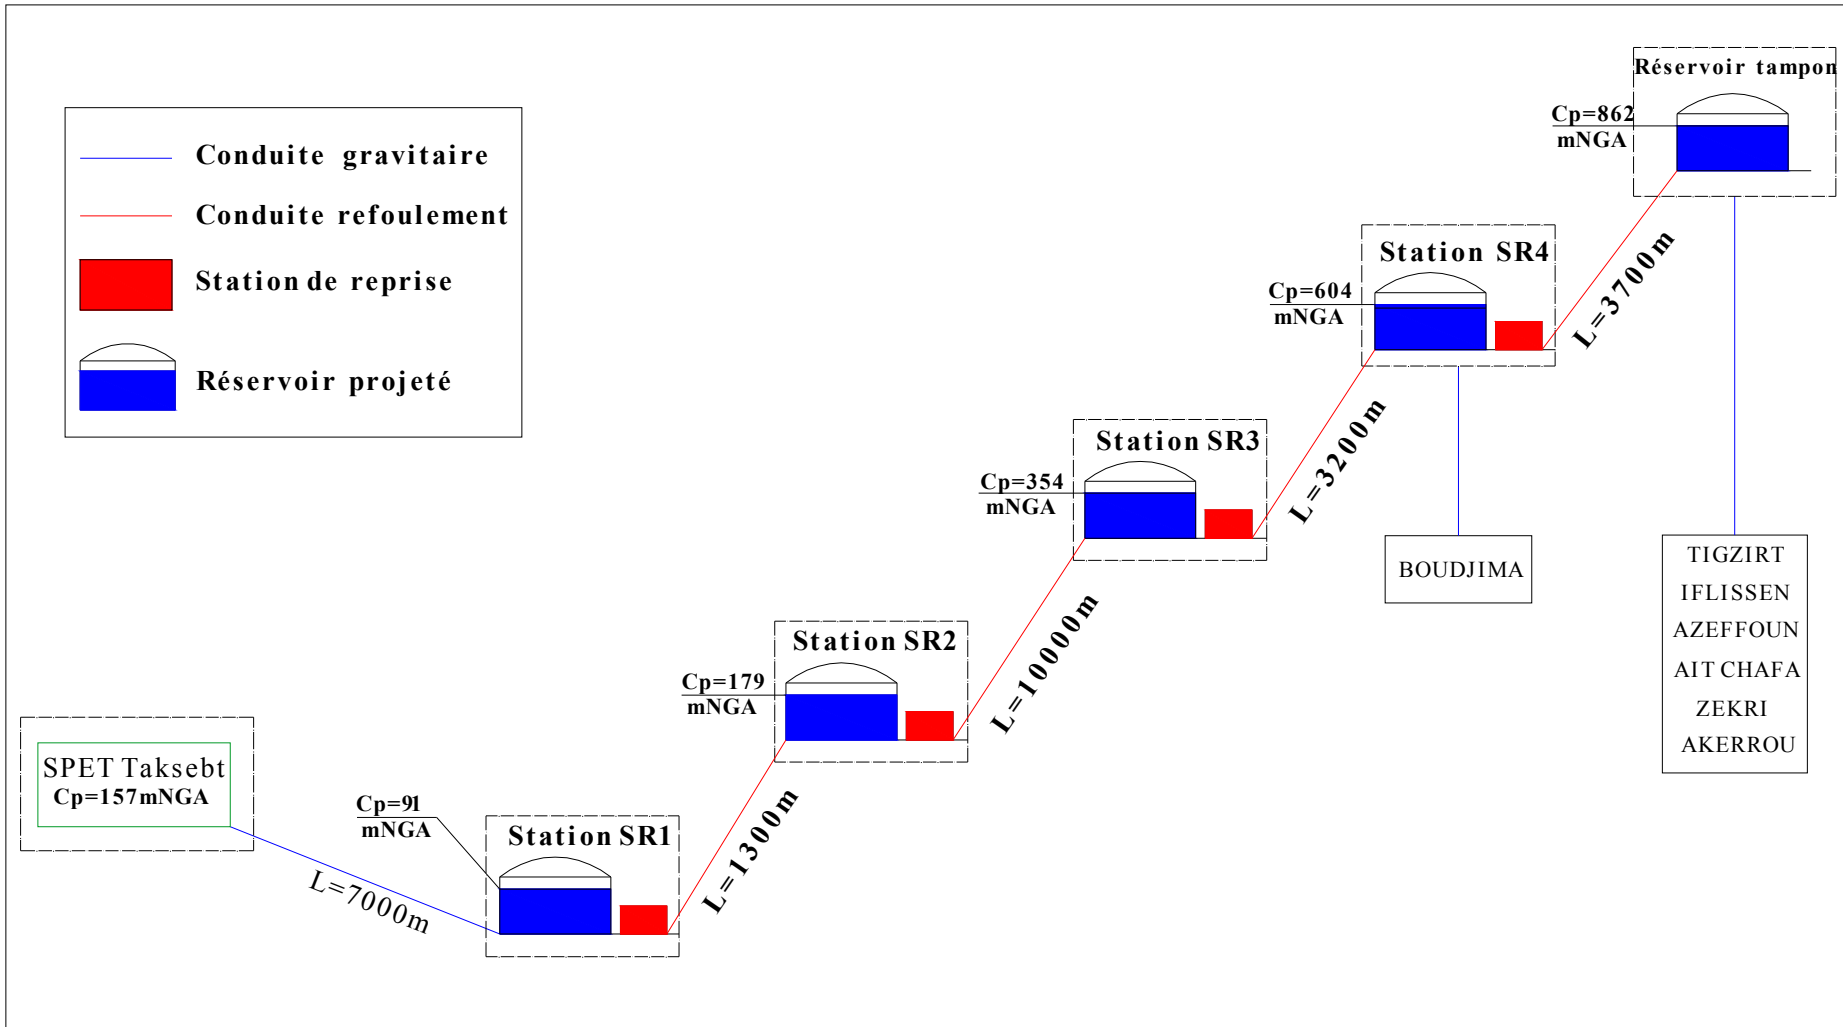 Conduite gravitaire
Conduite refoulement
Station de reprise
Réservoir projeté
Réservoir tampon
Cp=862
mNGA
Station SR4
Cp=604
mNGA
L=3700m
Station SR3
Cp=354
mNGA
L=3200m
BOUDJIMA
TIGZIRT
IFLISSEN
AZEFFOUN
AIT CHAFA
ZEKRI
AKERROU
Station SR2
Cp=179
mNGA
L=10000m
SPET Taksebt
Cp=157mNGA
Cp=91
mNGA
Station SR1
L=1300m
L=7000m